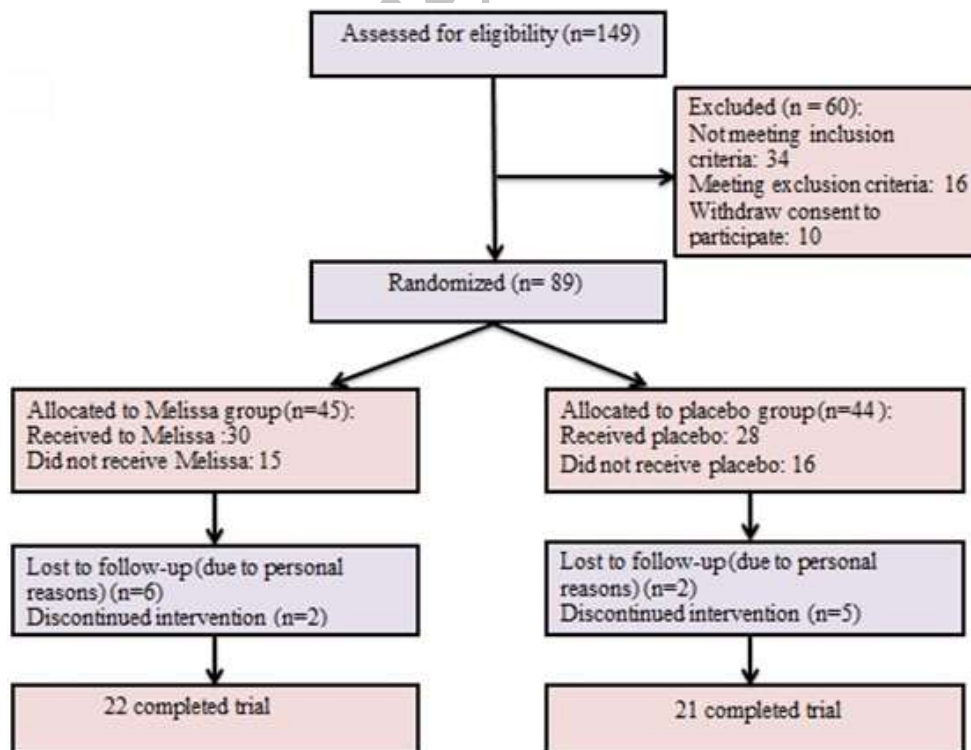 Assessed for eligibility (n=149)
Excluded (n = 60):
Not meeting inclusion
criteria: 34
Meeting exclusion criteria: 16
Withdraw consent to
participate: 10
Randomized (n= 89)
Allocated to Melissa group (n=45):
Received to Melissa :30
Did not receive Melissa: 15
Allocated to placebo group (n=44 ):
Received placebo: 28
Did not receive placebo: 16
Lost to follow-up (due to personal
reasons) (n=6)
Discontinued intervention (n=2)
Lost to follow-up (due to personal
reasons) (n=2)
Discontinued intervention (n=5)
22 completed trial
21 completed trial